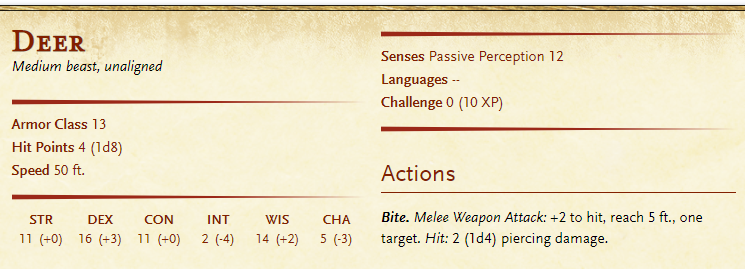 DEER
Medium beast, unaligned
Armor Class 13
Hit Points 4 (1d8)
Speed 50 ft.
STR DEX CON INT WIS CHA
11 (+0) 16 (+3) 11 (+0) 2 (-4) 14 (+2) 5 (-3)
Senses Passive Perception 12
Languages --
Challenge 0 (10 XP)
Actions
Bite. Melee Weapon Attack: +2 to hit, reach 5 ft., one
target. Hit: 2 (1d4) piercing damage.